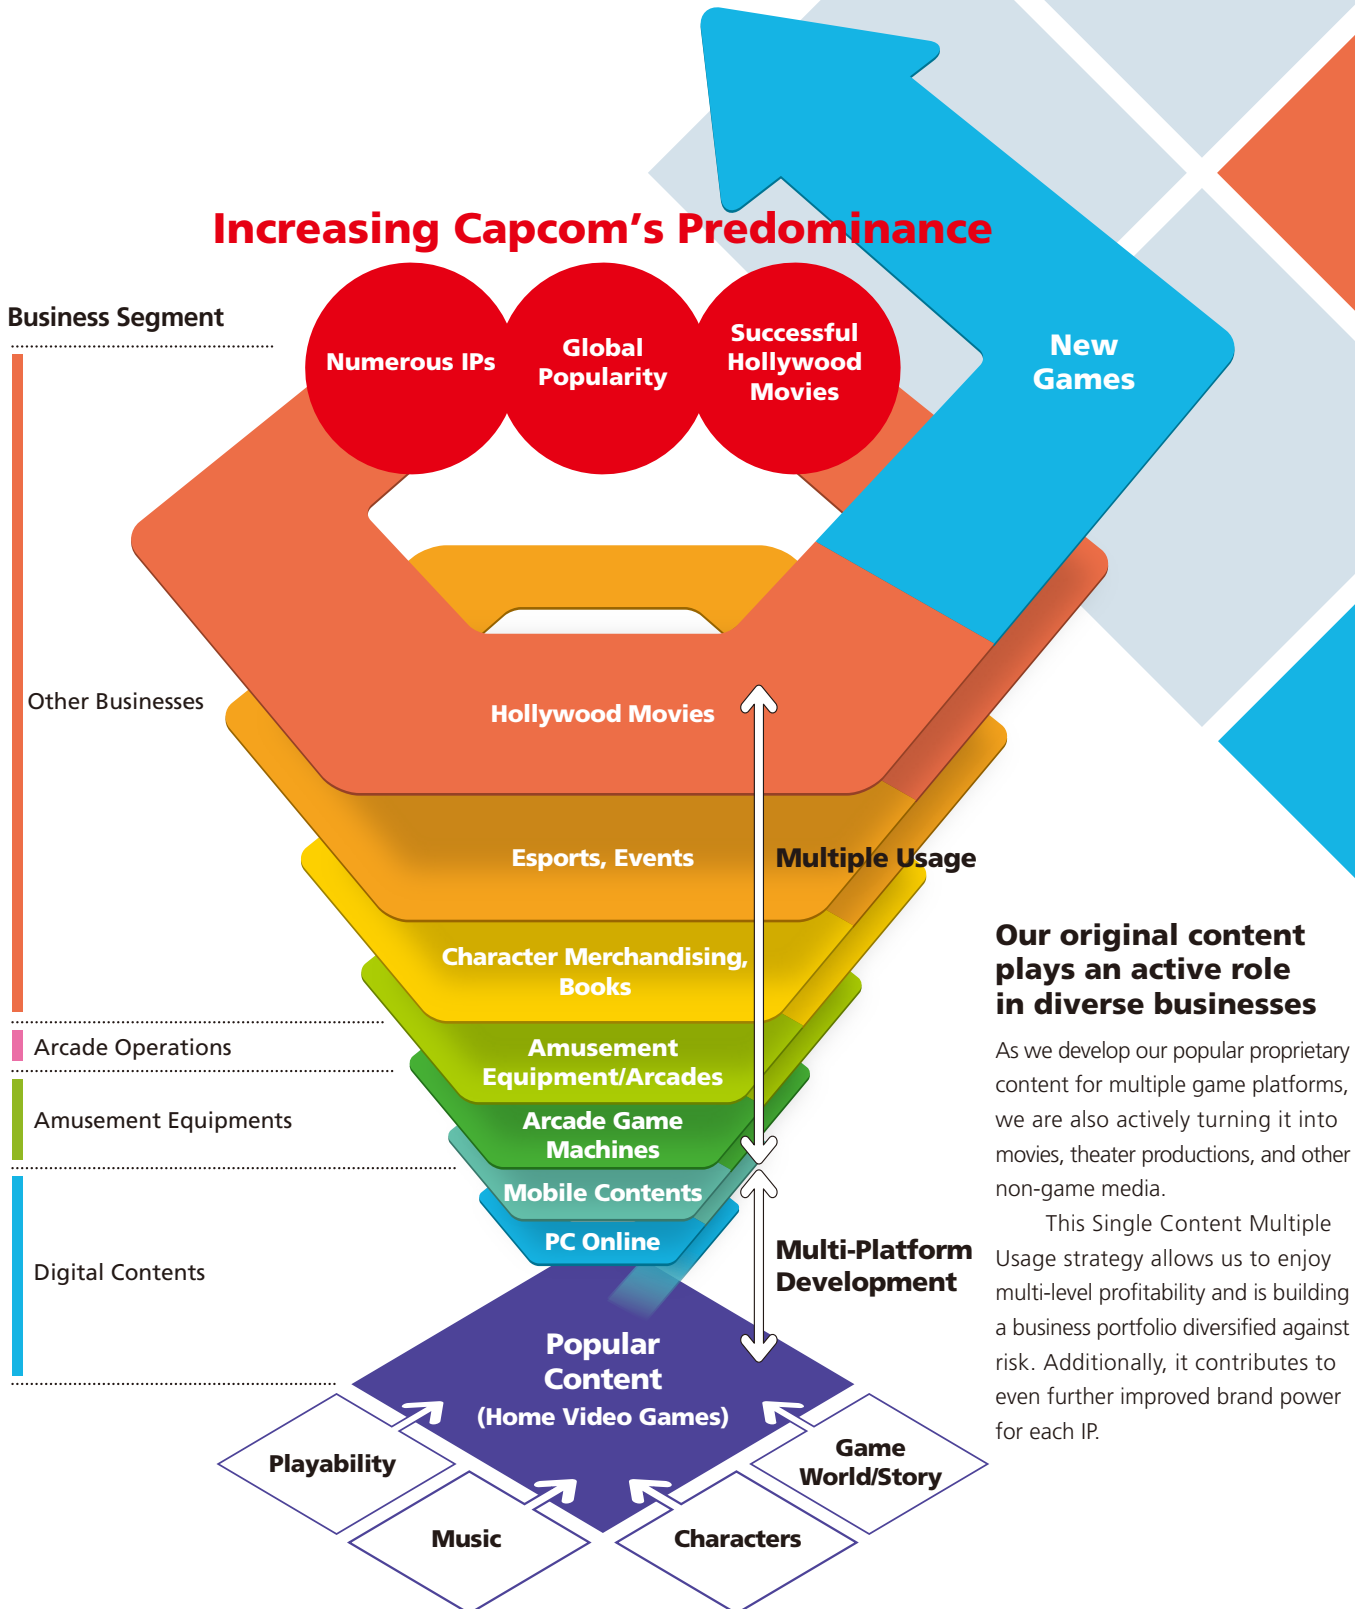 Increasing Capcom's Predominance
Business Segment
Numerous IPs
Global
Popularity
Successful
Hollywood
Movies
New
Games
Other Businesses
Hollywood Movies
Esports, Events
Multiple Usage
Character Merchandising,
Books
Arcade Operations
Amusement
Equipment/Arcades
Amusement Equipments
Arcade Game
Machines
Mobile Contents
PC Online
Digital Contents
Multi-Platform
Development
Popular
Content
(Home Video Games)
Playability
Music
Characters
Game
World/Story
Our original content
plays an active role
in diverse businesses
As we develop our popular proprietary
content for multiple game platforms,
we are also actively turning it into
movies, theater productions, and other
non-game media.
This Single Content Multiple
Usage strategy allows us to enjoy
multi-level profitability and is building
a business portfolio diversified against
risk. Additionally, it contributes to
even further improved brand power
for each IP.